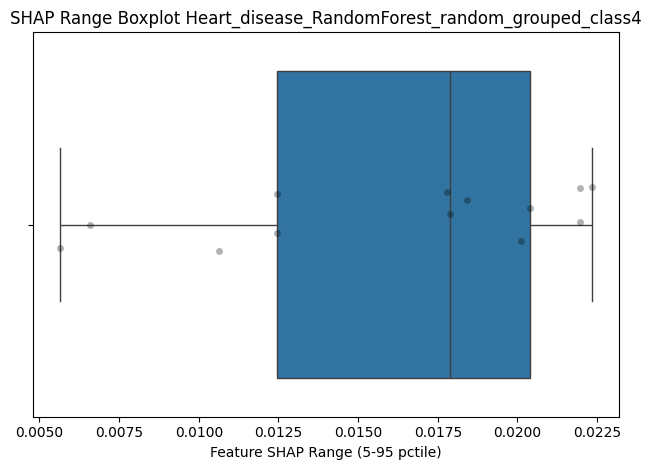 SHAP Range Boxplot Heart_disease_RandomForest_random_grouped_class4
0.0050 0.0075 0.0100 0.0125 0.0150 0.0175 0.0200 0.0225
Feature SHAP Range (5-95 pctile)